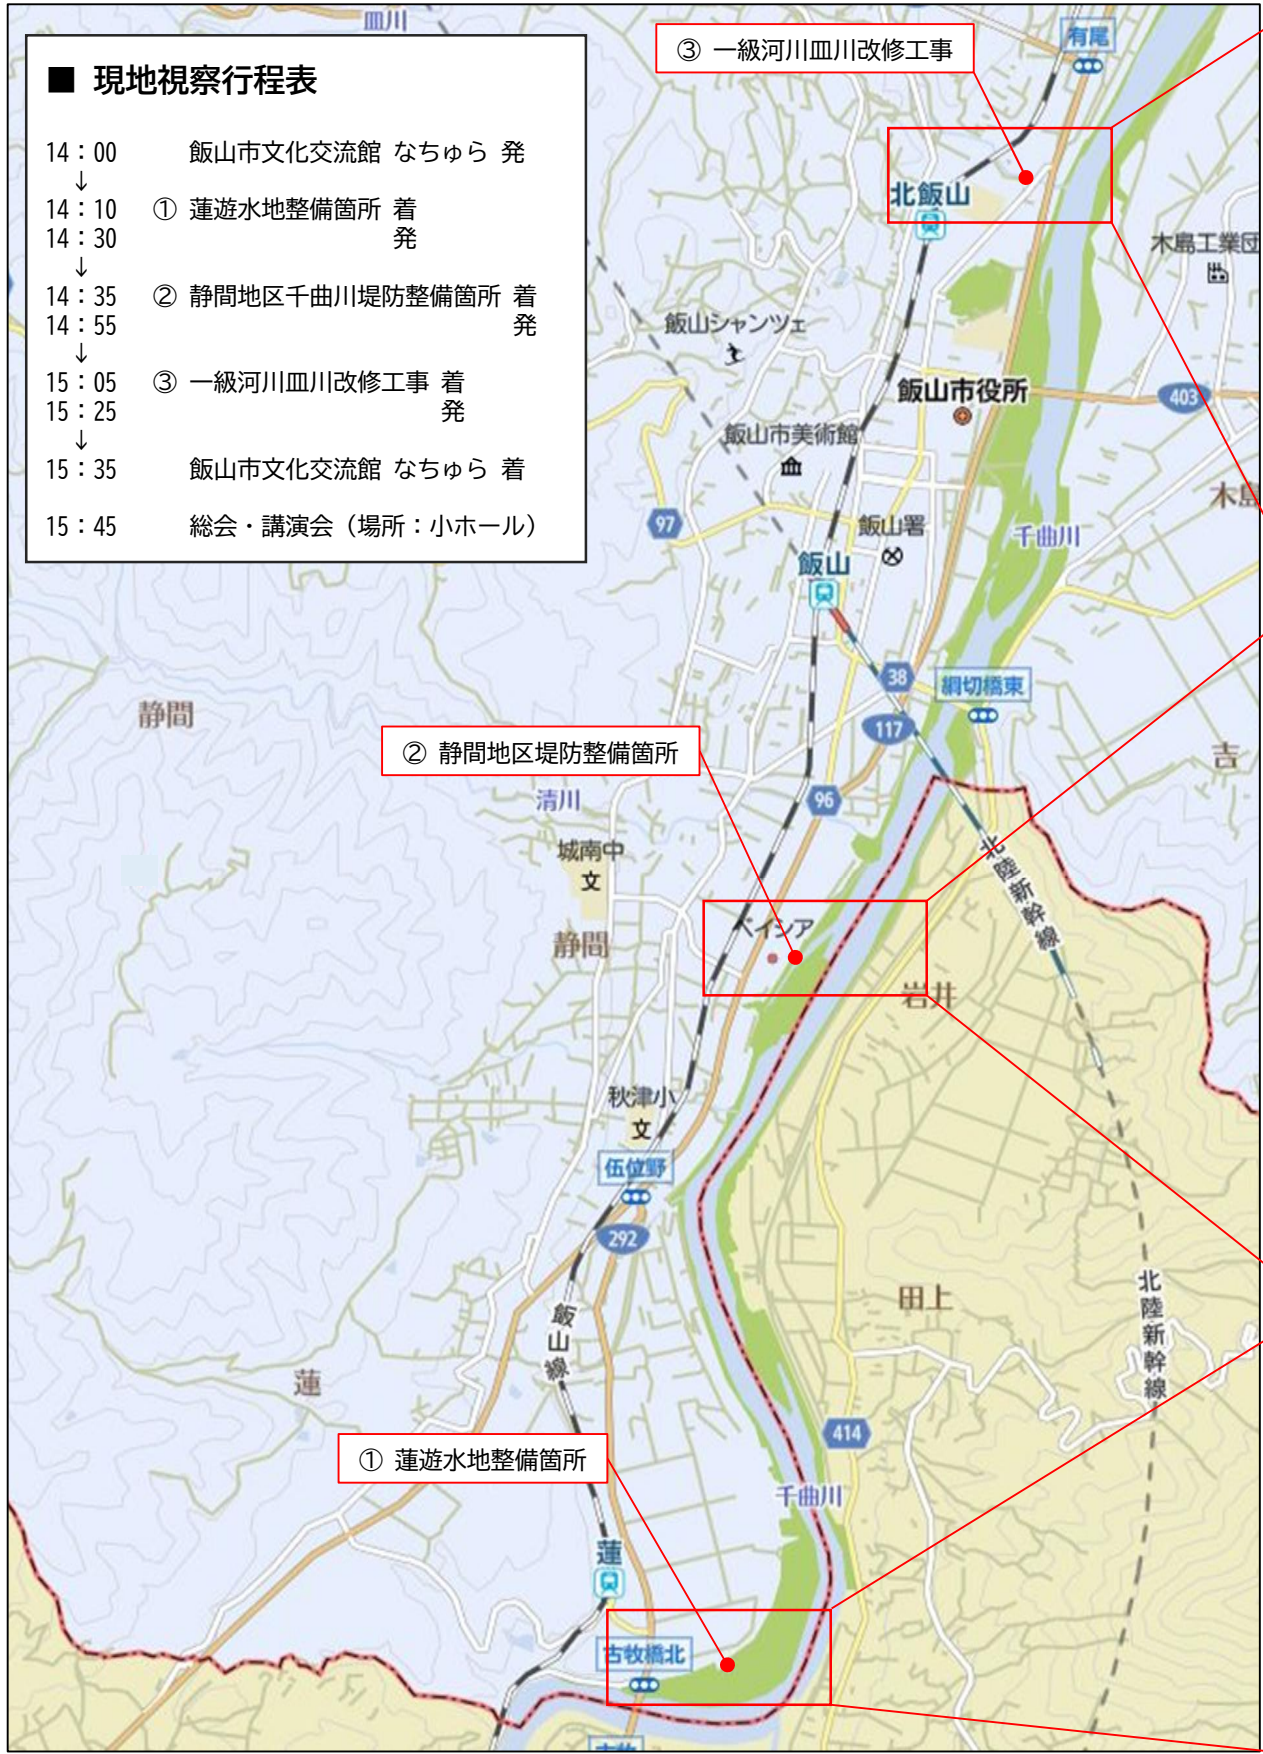 ■ 現地視察行程表
14：00 飯山市文化交流館 なちゅら 発
↓
14：10 ① 蓮遊水地整備箇所 着
14：30 発
↓
14：35 ② 静間地区千曲川堤防整備箇所 着
14：55 発
↓
15：05 ③ 一級河川皿川改修工事 着
15：25 発
↓
15：35 飯山市文化交流館 なちゅら 着
15：45 総会・講演会（場所：小ホール）
皿川
③ 一級河川皿川改修工事
有尾
北飯山
木島工業団
飯山シャンツェ
飯山市役所
403
飯山市美術館
木島
97
飯山署
千曲川
飯山
38
綱切橋東
静間
117
② 静間地区堤防整備箇所
吉
清川
96
城南中
文
北陸新幹線
ベイシア
静間
岩井
秋津小
文
伍位野
292
北陸新幹線
田上
飯山線
蓮
414
① 蓮遊水地整備箇所
千曲川
蓮
古牧橋北